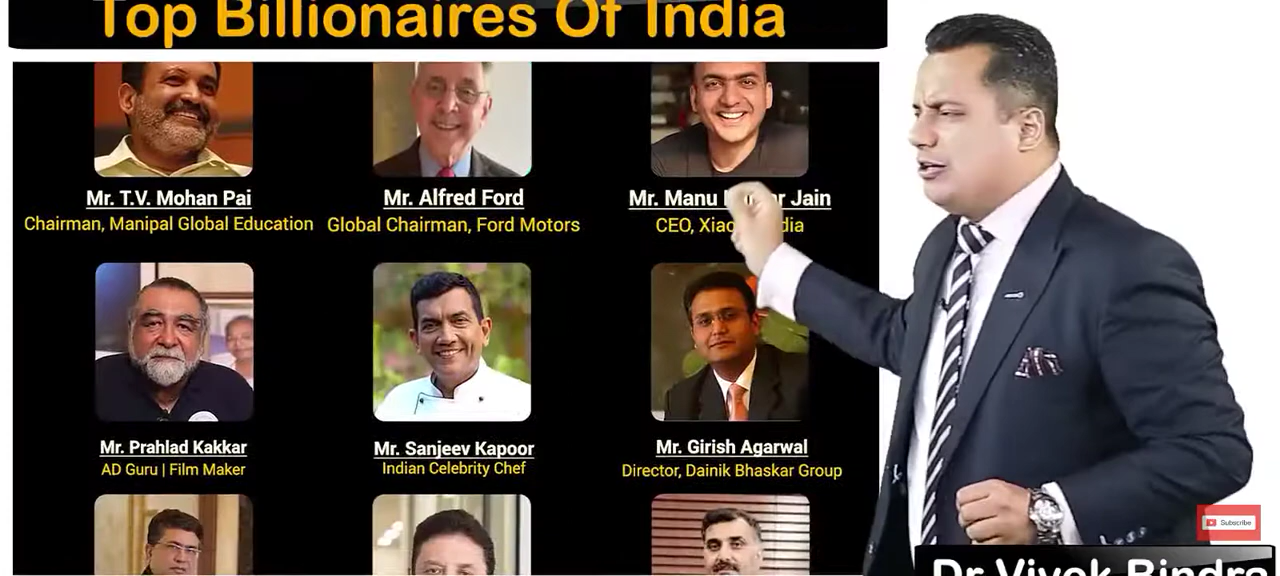 Top Billionaires Of India
Mr. T.V. Mohan Pai
Mr. Alfred Ford
Mr. Manu Jain
Chairman, Manipal Global Education
Global Chairman, Ford Motors
CEO,
Mr. Prahlad Kakkar
Mr. Sanjeev Kapoor
Mr. Girish Agarwal
AD Guru | Film Maker
Indian Celebrity Chef
Director, Dainik Bhaskar Group
Subscribe
Dr Vivek Bindra